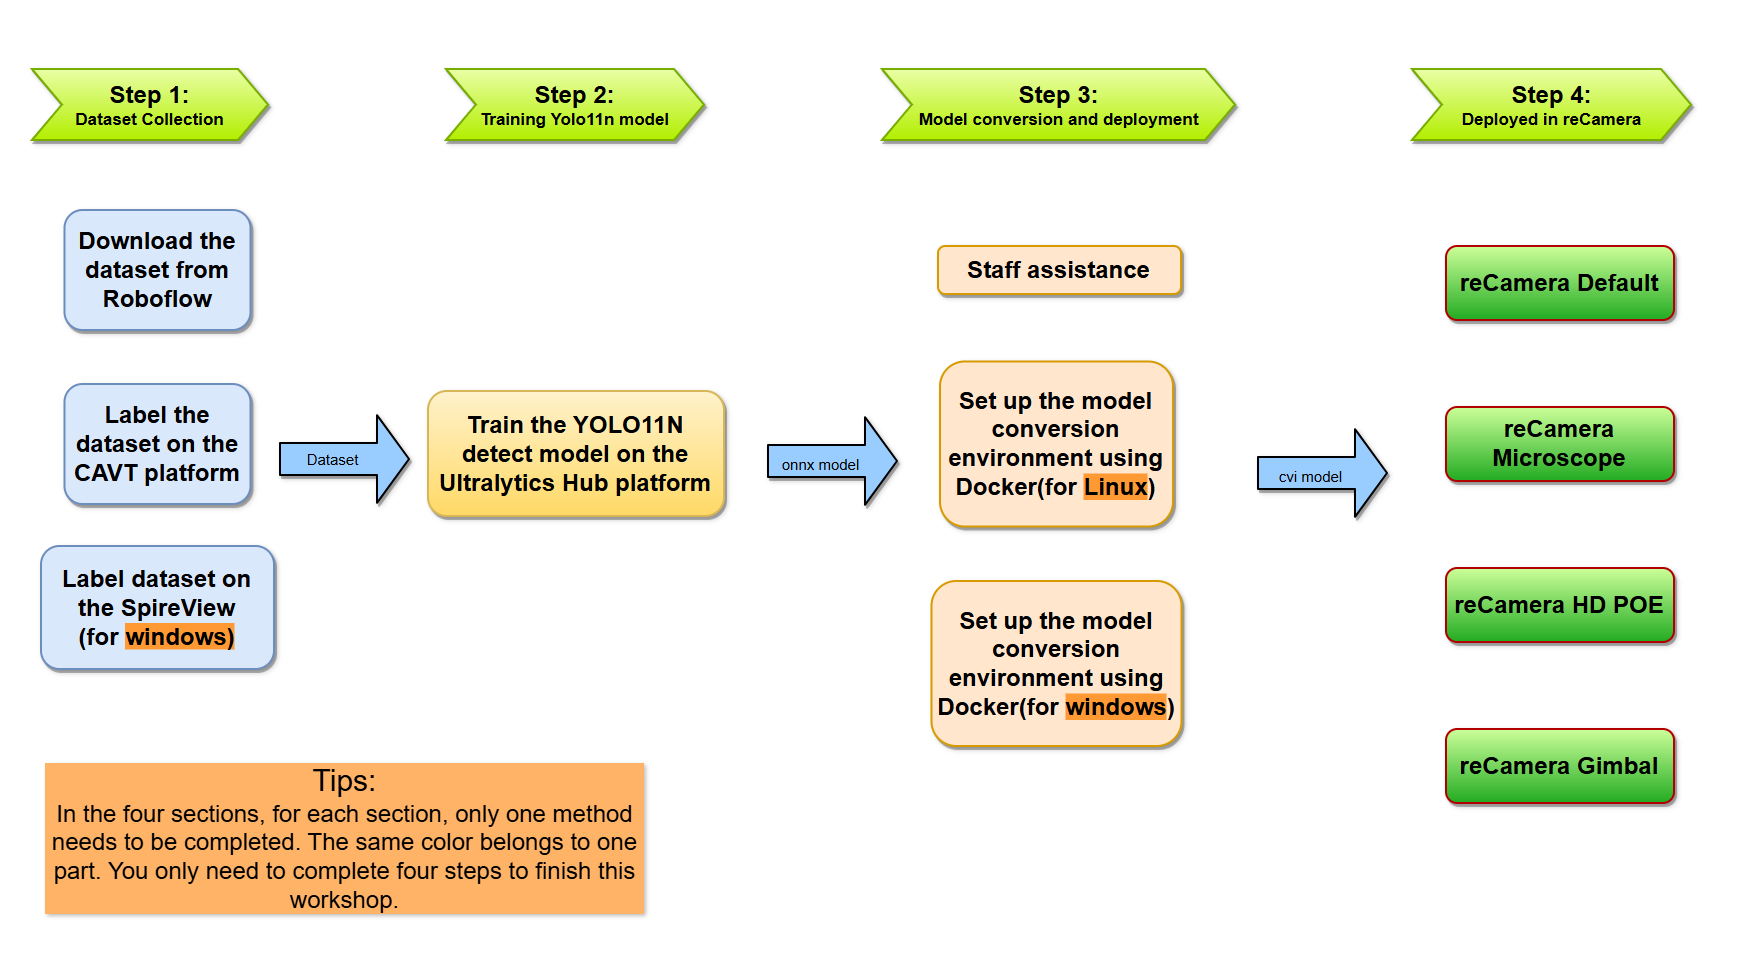 Step 1:
Dataset Collection
Step 2:
Training Yolo11n model
Step 3:
Model conversion and deployment
Step 4:
Deployed in reCamera
Download the
dataset from
Roboflow
Label the
dataset on the
CAVT platform
Label dataset on
the SpireView
(for windows)
Dataset
Train the YOLO11N
detect model on the
Ultralytics Hub platform
onnx model
Staff assistance
Set up the model
conversion
environment using
Docker(for Linux)
Set up the model
conversion
environment using
Docker(for windows)
cvi model
reCamera Default
reCamera
Microscope
reCamera HD POE
reCamera Gimbal
Tips:
In the four sections, for each section, only one method
needs to be completed. The same color belongs to one
part. You only need to complete four steps to finish this
workshop.